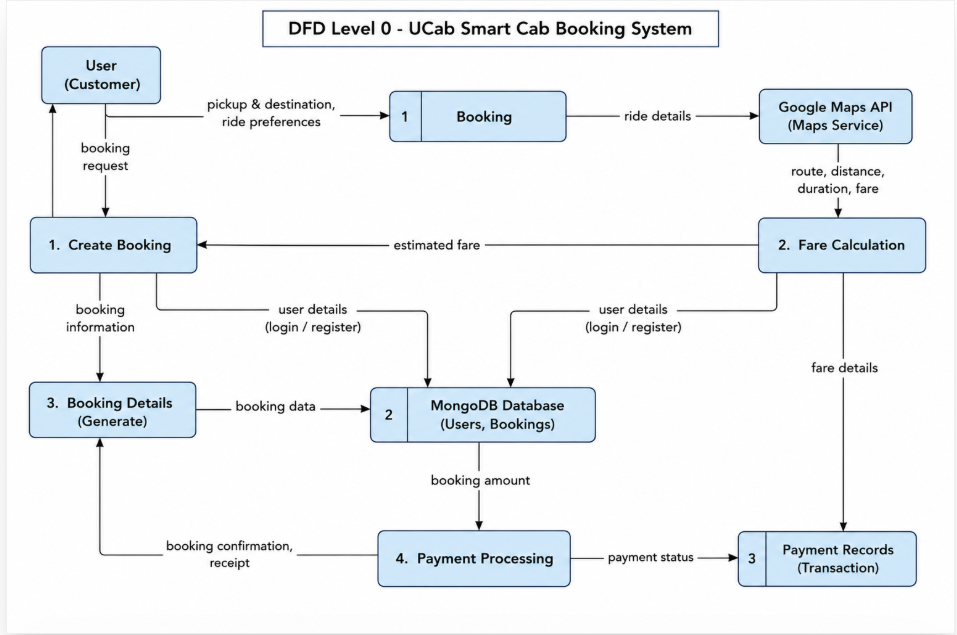 DFD Level 0 - UCab Smart Cab Booking System
User
(Customer)
pickup & destination,
ride preferences
1 Booking
ride details
Google Maps API
(Maps Service)
booking
request
route, distance,
duration, fare
1. Create Booking
estimated fare
2. Fare Calculation
booking
information
user details
(login / register)
user details
(login / register)
fare details
3. Booking Details
(Generate)
booking data
2
MongoDB Database
(Users, Bookings)
booking amount
booking confirmation,
receipt
4. Payment Processing
payment status
3
Payment Records
(Transaction)